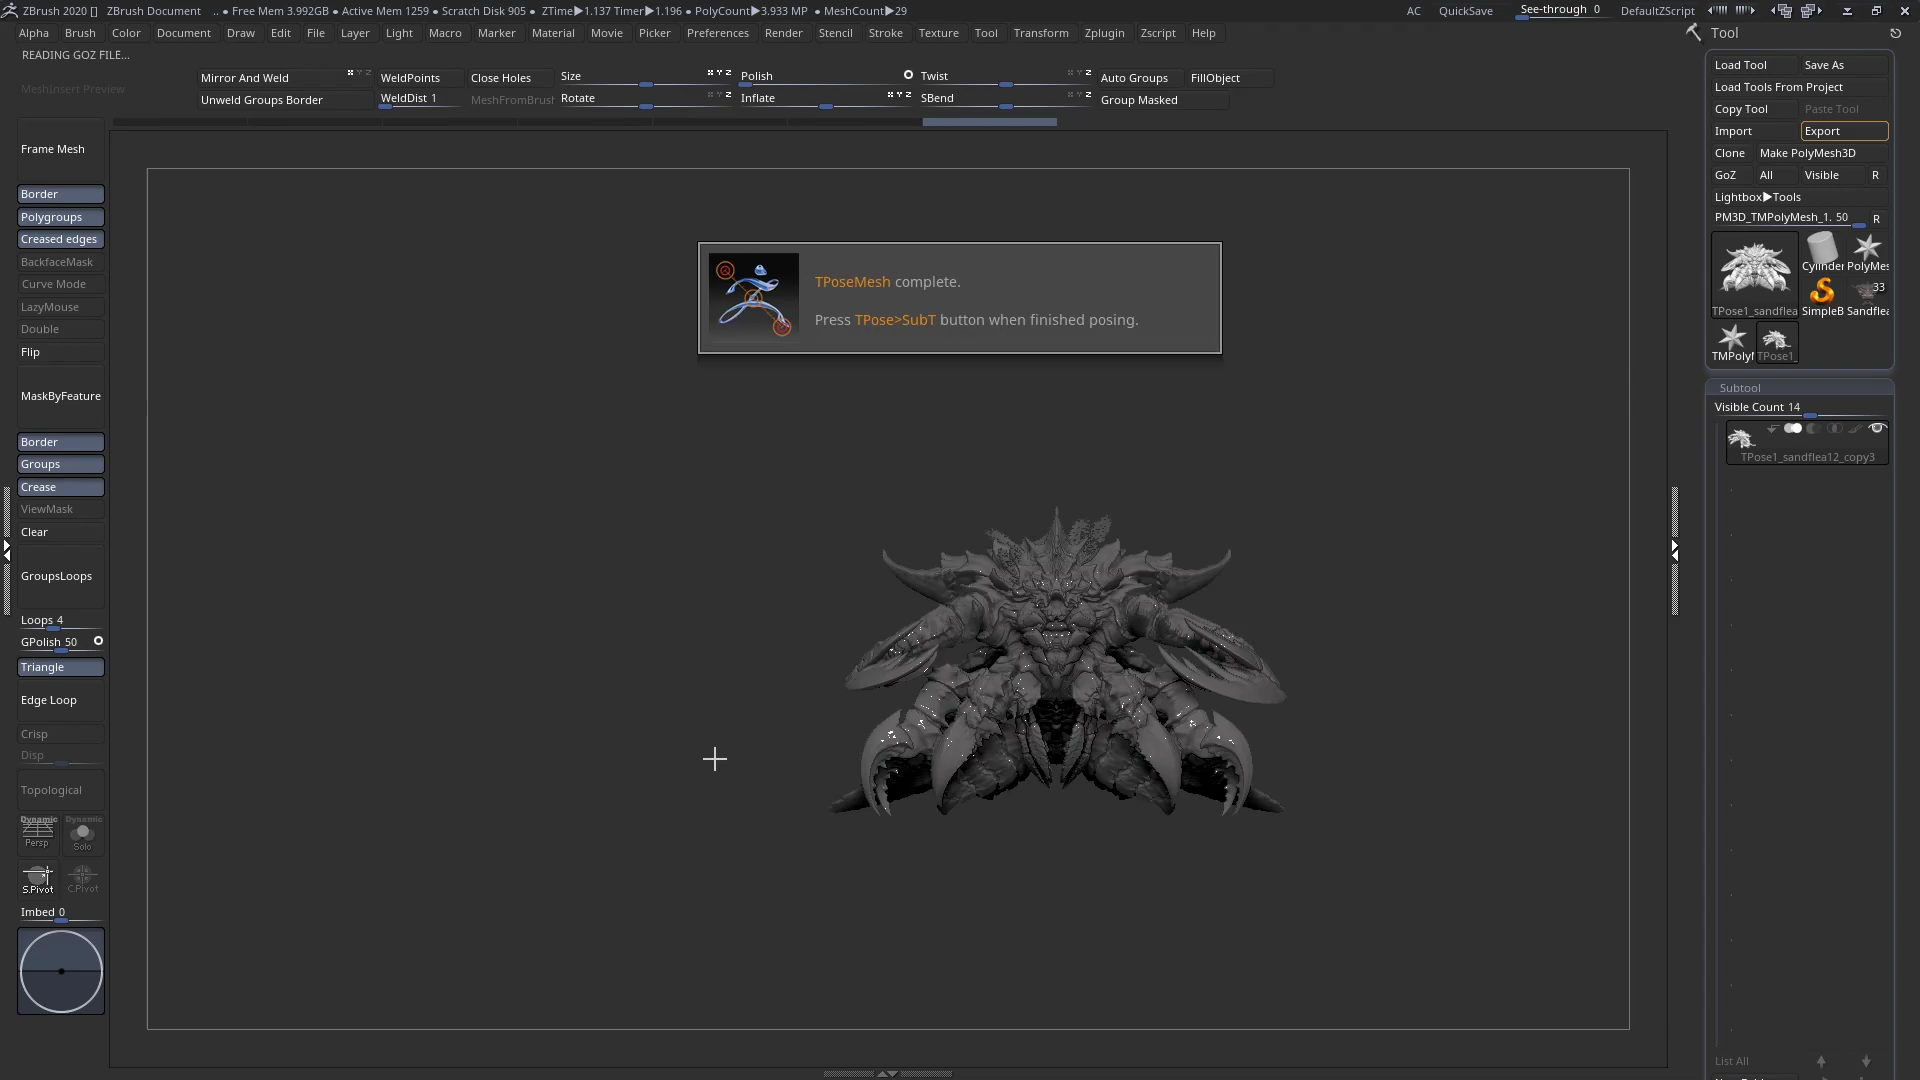 ZBrush 2020 [] ZBrush Document .. ● Free Mem 3.992GB ● Active Mem 1259 ● Scratch Disk 905 ● ZTime▶1.137 Timer▶1.196 ● PolyCount▶3.933 MP ● MeshCount▶29 AC QuickSave See-through 0 DefaultZScript
Alpha Brush Color Document Draw Edit File Layer Light Macro Marker Material Movie Picker Preferences Render Stencil Stroke Texture Tool Transform Zplugin Zscript Help
READING GOZ FILE...
MeshInsert Preview
Mirror And Weld WeldPoints Close Holes Size Polish Twist Auto Groups FillObject
Unweld Groups Border WeldDist 1 MeshFromBrush Rotate Inflate SBend Group Masked
Frame Mesh
Border
Polygroups
Creased edges
BackfaceMask
Curve Mode
LazyMouse
Double
Flip
MaskByFeature
Border
Groups
Crease
ViewMask
Clear
GroupsLoops
Loops 4
GPolish 50
Triangle
Edge Loop
Crisp
Disp
Topological
Dynamic Dynamic
Persp Solo
S.Pivot C.Pivot
Imbed 0
TPoseMesh complete.
Press TPose>SubT button when finished posing.
Tool
Load Tool Save As
Load Tools From Project
Copy Tool Paste Tool
Import Export
Clone Make PolyMesh3D
GoZ All Visible R
Lightbox▶Tools
PM3D_TMPolyMesh_1. 50 R
Cylinder PolyMes
33
TPose1_sandflea SimpleB Sandflea
TMPolyM TPose1_
Subtool
Visible Count 14
TPose1_sandflea12_copy3
List All